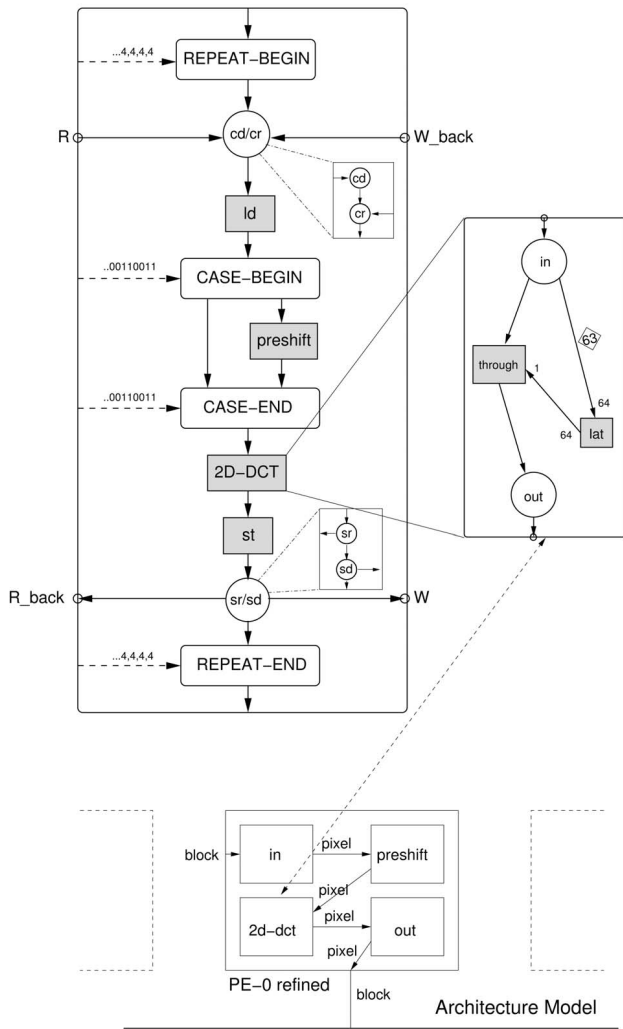 ...4,4,4,4
REPEAT-BEGIN
R
cd/cr
W_back
cd
cr
ld
..00110011
CASE-BEGIN
preshift
..00110011
CASE-END
2D-DCT
st
sr
sd
R_back
sr/sd
W
...4,4,4,4
REPEAT-END
in
63
through
1
64
64
lat
out
block
in
pixel
preshift
pixel
2d-dct
pixel
out
pixel
PE-0 refined
block
Architecture Model